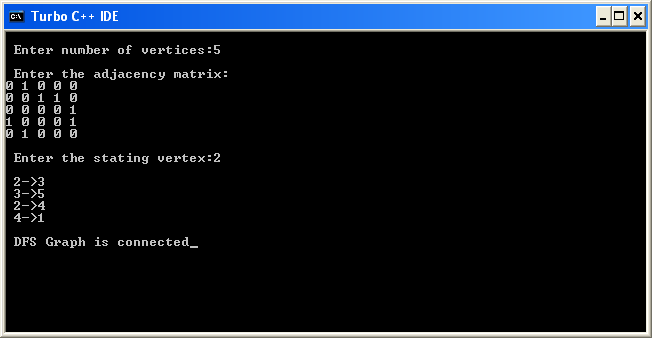 Turbo C++ IDE
Enter number of vertices:5
Enter the adjacency matrix:
0 1 0 0 0
0 0 1 1 0
0 0 0 0 1
1 0 0 0 1
0 1 0 0 0
Enter the stating vertex:2
2->3
3->5
2->4
4->1
DFS Graph is connected_